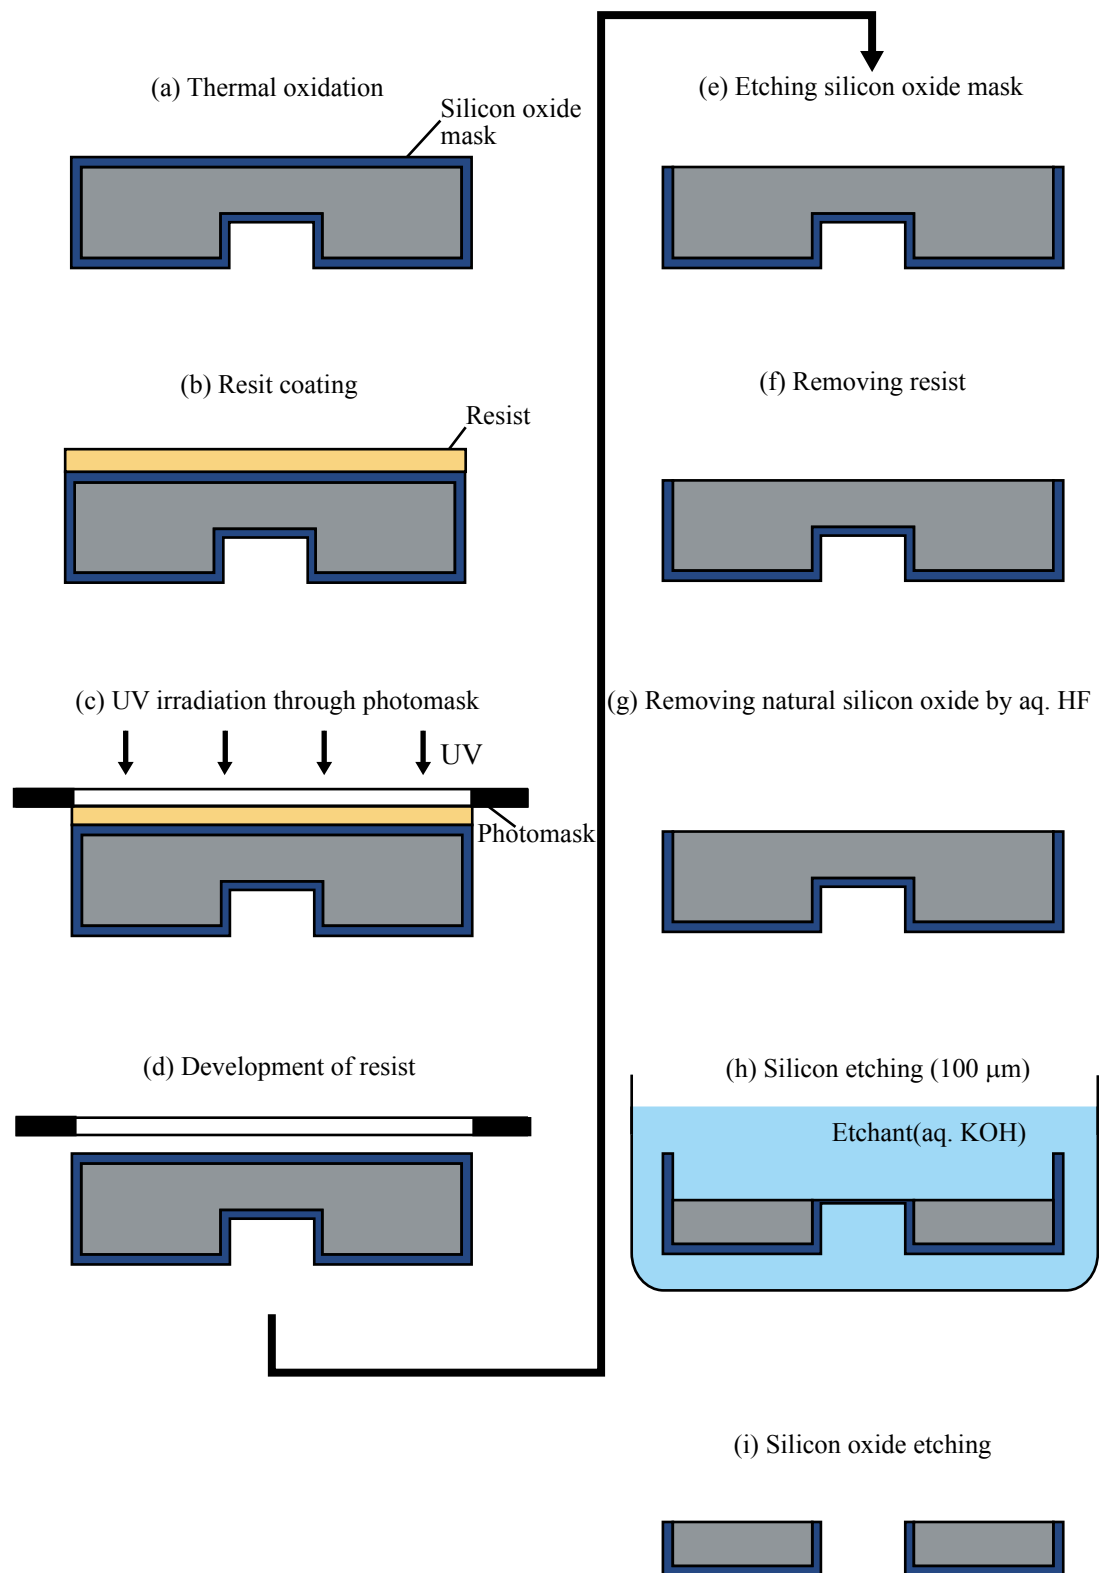 (a) Thermal oxidation
Silicon oxide
mask
(b) Resit coating
Resist
(c) UV irradiation through photomask
UV
Photomask
(d) Development of resist
(e) Etching silicon oxide mask
(f) Removing resist
(g) Removing natural silicon oxide by aq. HF
(h) Silicon etching (100 μm)
Etchant(aq. KOH)
(i) Silicon oxide etching